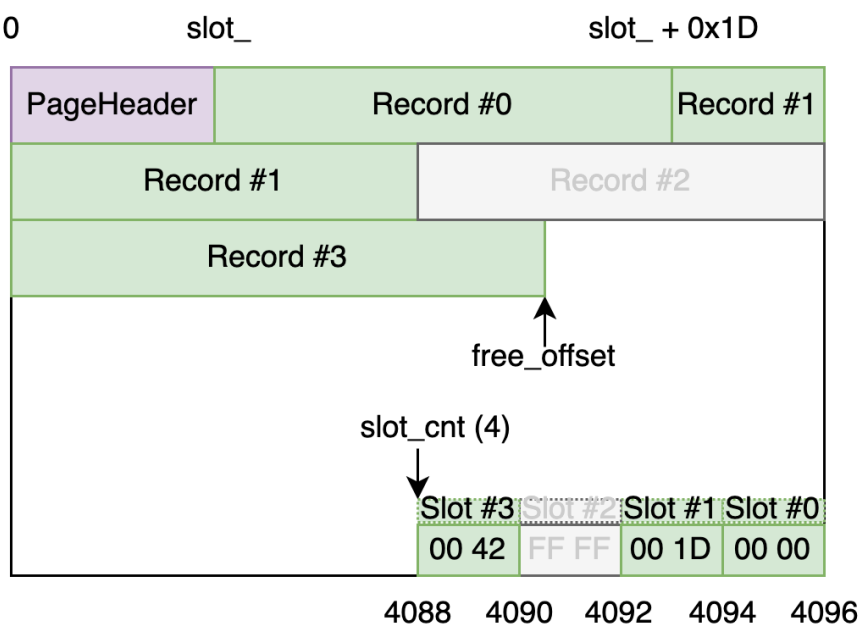 0 slot_ slot_ + 0x1D
PageHeader Record #0 Record #1
Record #1 Record #2
Record #3
free_offset
slot_cnt (4)
Slot #3 Slot #2 Slot #1 Slot #0
00 42 FF FF 00 1D 00 00
4088 4090 4092 4094 4096